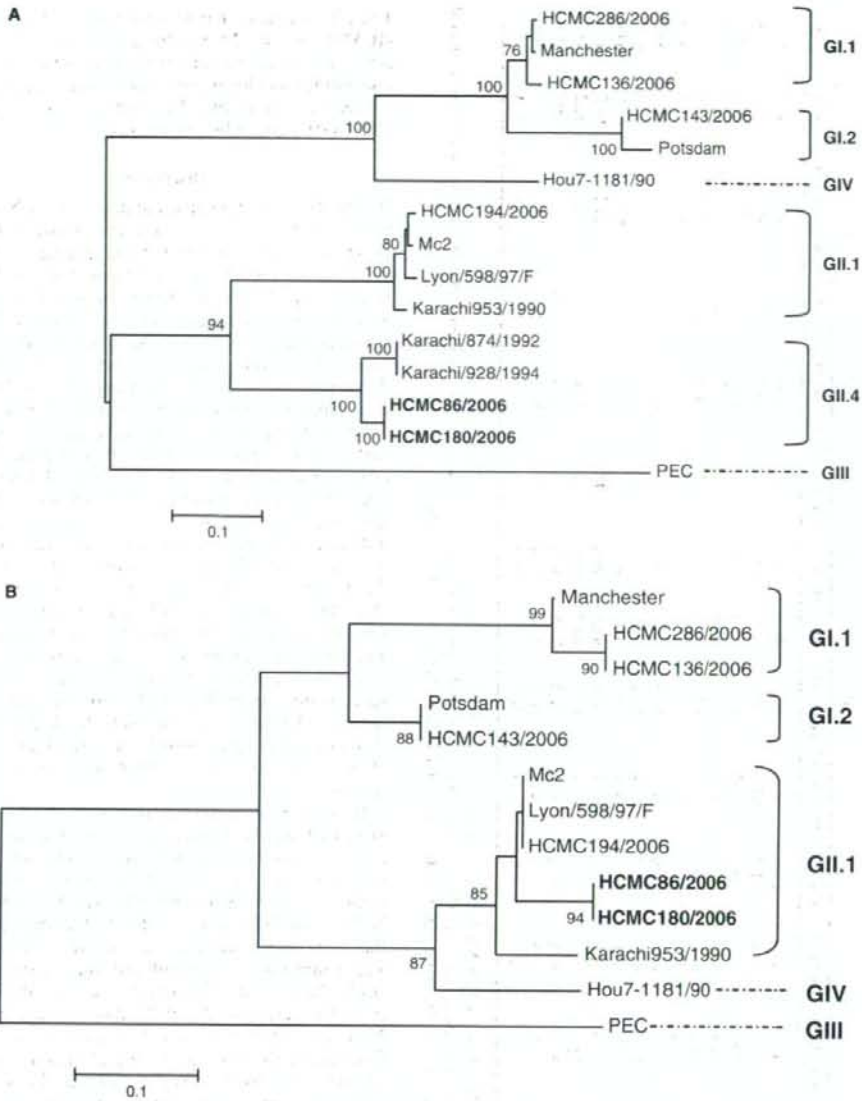 A
HCMC286/2006
76
Manchester
GI.1
100
HCMC136/2006
100
HCMC143/2006
GI.2
100
Potsdam
Hou7-1181/90
GIV
HCMC194/2006
80
Mc2
GII.1
100
Lyon/598/97/F
94
Karachi953/1990
Karachi/874/1992
100
Karachi/928/1994
GII.4
100
HCMC86/2006
100
HCMC180/2006
PEC
GIII
0.1
B
Manchester
99
HCMC286/2006
GI.1
90
HCMC136/2006
Potsdam
GI.2
88
HCMC143/2006
Mc2
Lyon/598/97/F
HCMC194/2006
GII.1
HCMC86/2006
85
94
HCMC180/2006
Karachi953/1990
87
Hou7-1181/90
GIV
PEC
GIII
0.1